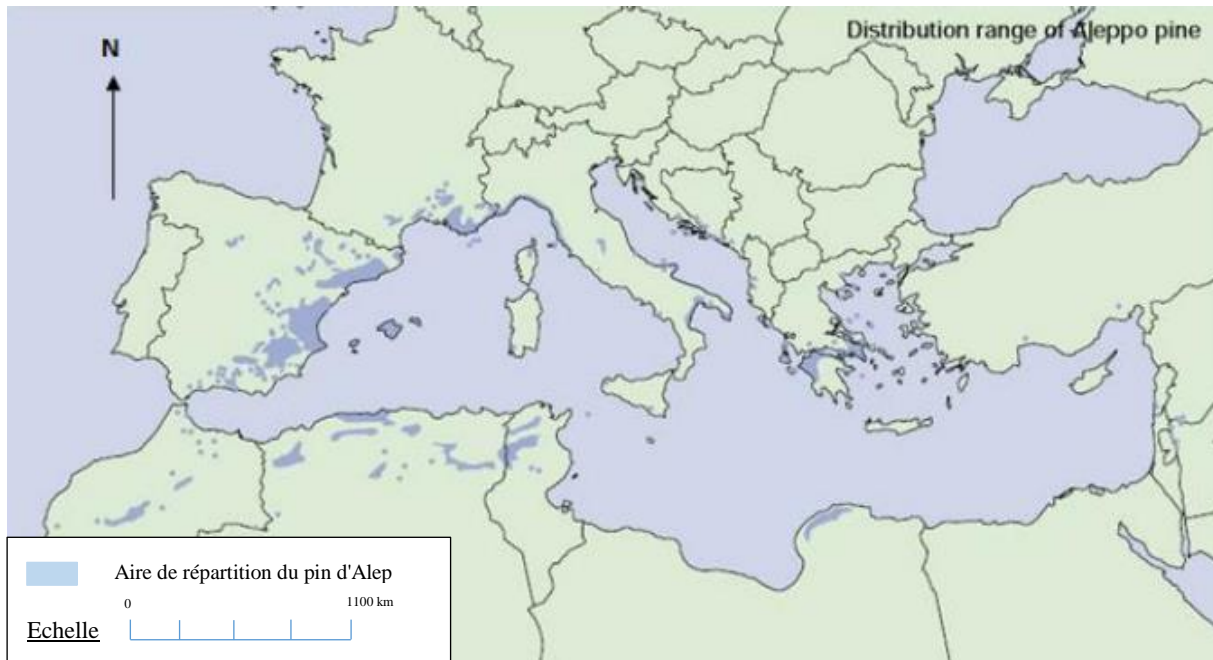 Distribution range of Aleppo pine
N
Aire de répartition du pin d'Alep
0 1100 km
Echelle